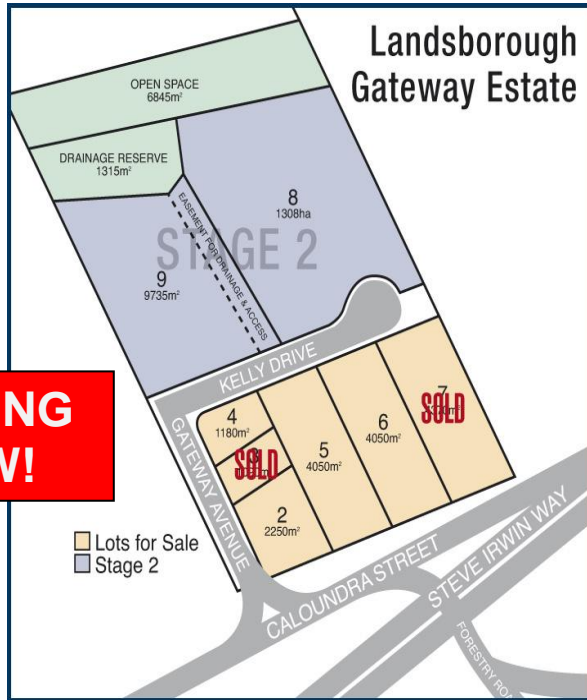 Landsborough
Gateway Estate
OPEN SPACE
6845m²
DRAINAGE RESERVE
1315m²
8
1308ha
EASEMENT FOR DRAINAGE & ACCESS
STAGE 2
9
9735m²
KELLY DRIVE
NG
W!
GATEWAY AVENUE
4
1180m²
SOLD
2
2250m²
5
4050m²
6
4050m²
7
SOLD
Lots for Sale
Stage 2
CALOUNDRA STREET
STEVE IRWIN WAY
FORESTRY